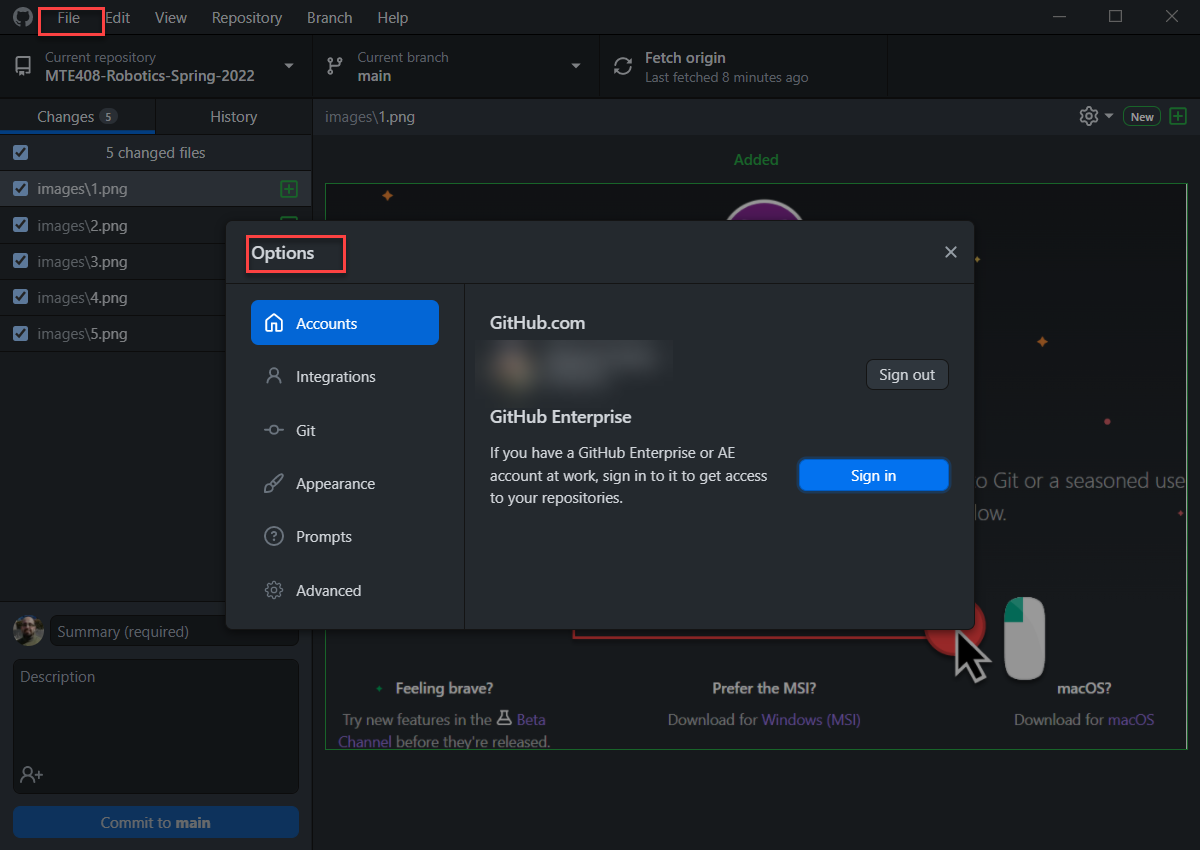 File Edit View Repository Branch Help
Current repository
MTE408-Robotics-Spring-2022
Current branch
main
Fetch origin
Last fetched 8 minutes ago
Changes 5
History
images\1.png
New
5 changed files
Added
images\1.png
images\2.png
images\3.png
images\4.png
images\5.png
Options
Accounts
Integrations
Git
Appearance
Prompts
Advanced
GitHub.com
Sign out
GitHub Enterprise
If you have a GitHub Enterprise or AE
account at work, sign in to it to get access
to your repositories.
Sign in
o Git or a seasoned use
low.
Summary (required)
Description
Commit to main
Feeling brave?
Try new features in the Beta
Channel before they're released.
Prefer the MSI?
Download for Windows (MSI)
macOS?
Download for macOS